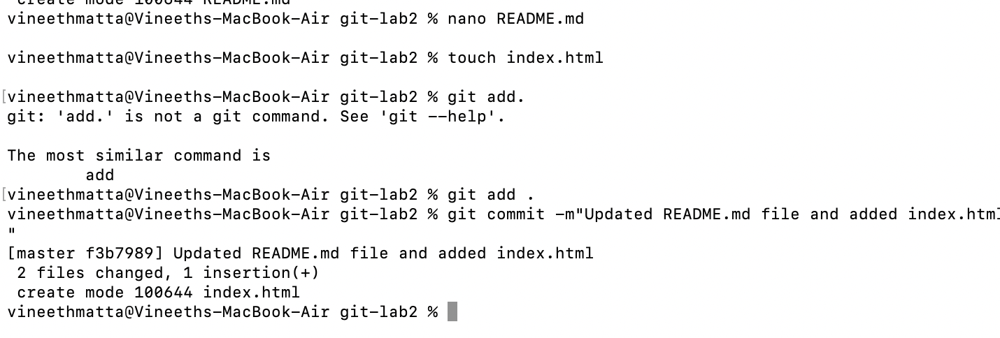 create mode 100644 README.md
vineethmatta@Vineeths-MacBook-Air git-lab2 % nano README.md
vineethmatta@Vineeths-MacBook-Air git-lab2 % touch index.html
[vineethmatta@Vineeths-MacBook-Air git-lab2 % git add.
git: 'add.' is not a git command. See 'git --help'.
The most similar command is
add
[vineethmatta@Vineeths-MacBook-Air git-lab2 % git add .
vineethmatta@Vineeths-MacBook-Air git-lab2 % git commit -m"Updated README.md file and added index.html
"
[master f3b7989] Updated README.md file and added index.html
2 files changed, 1 insertion(+)
create mode 100644 index.html
vineethmatta@Vineeths-MacBook-Air git-lab2 %